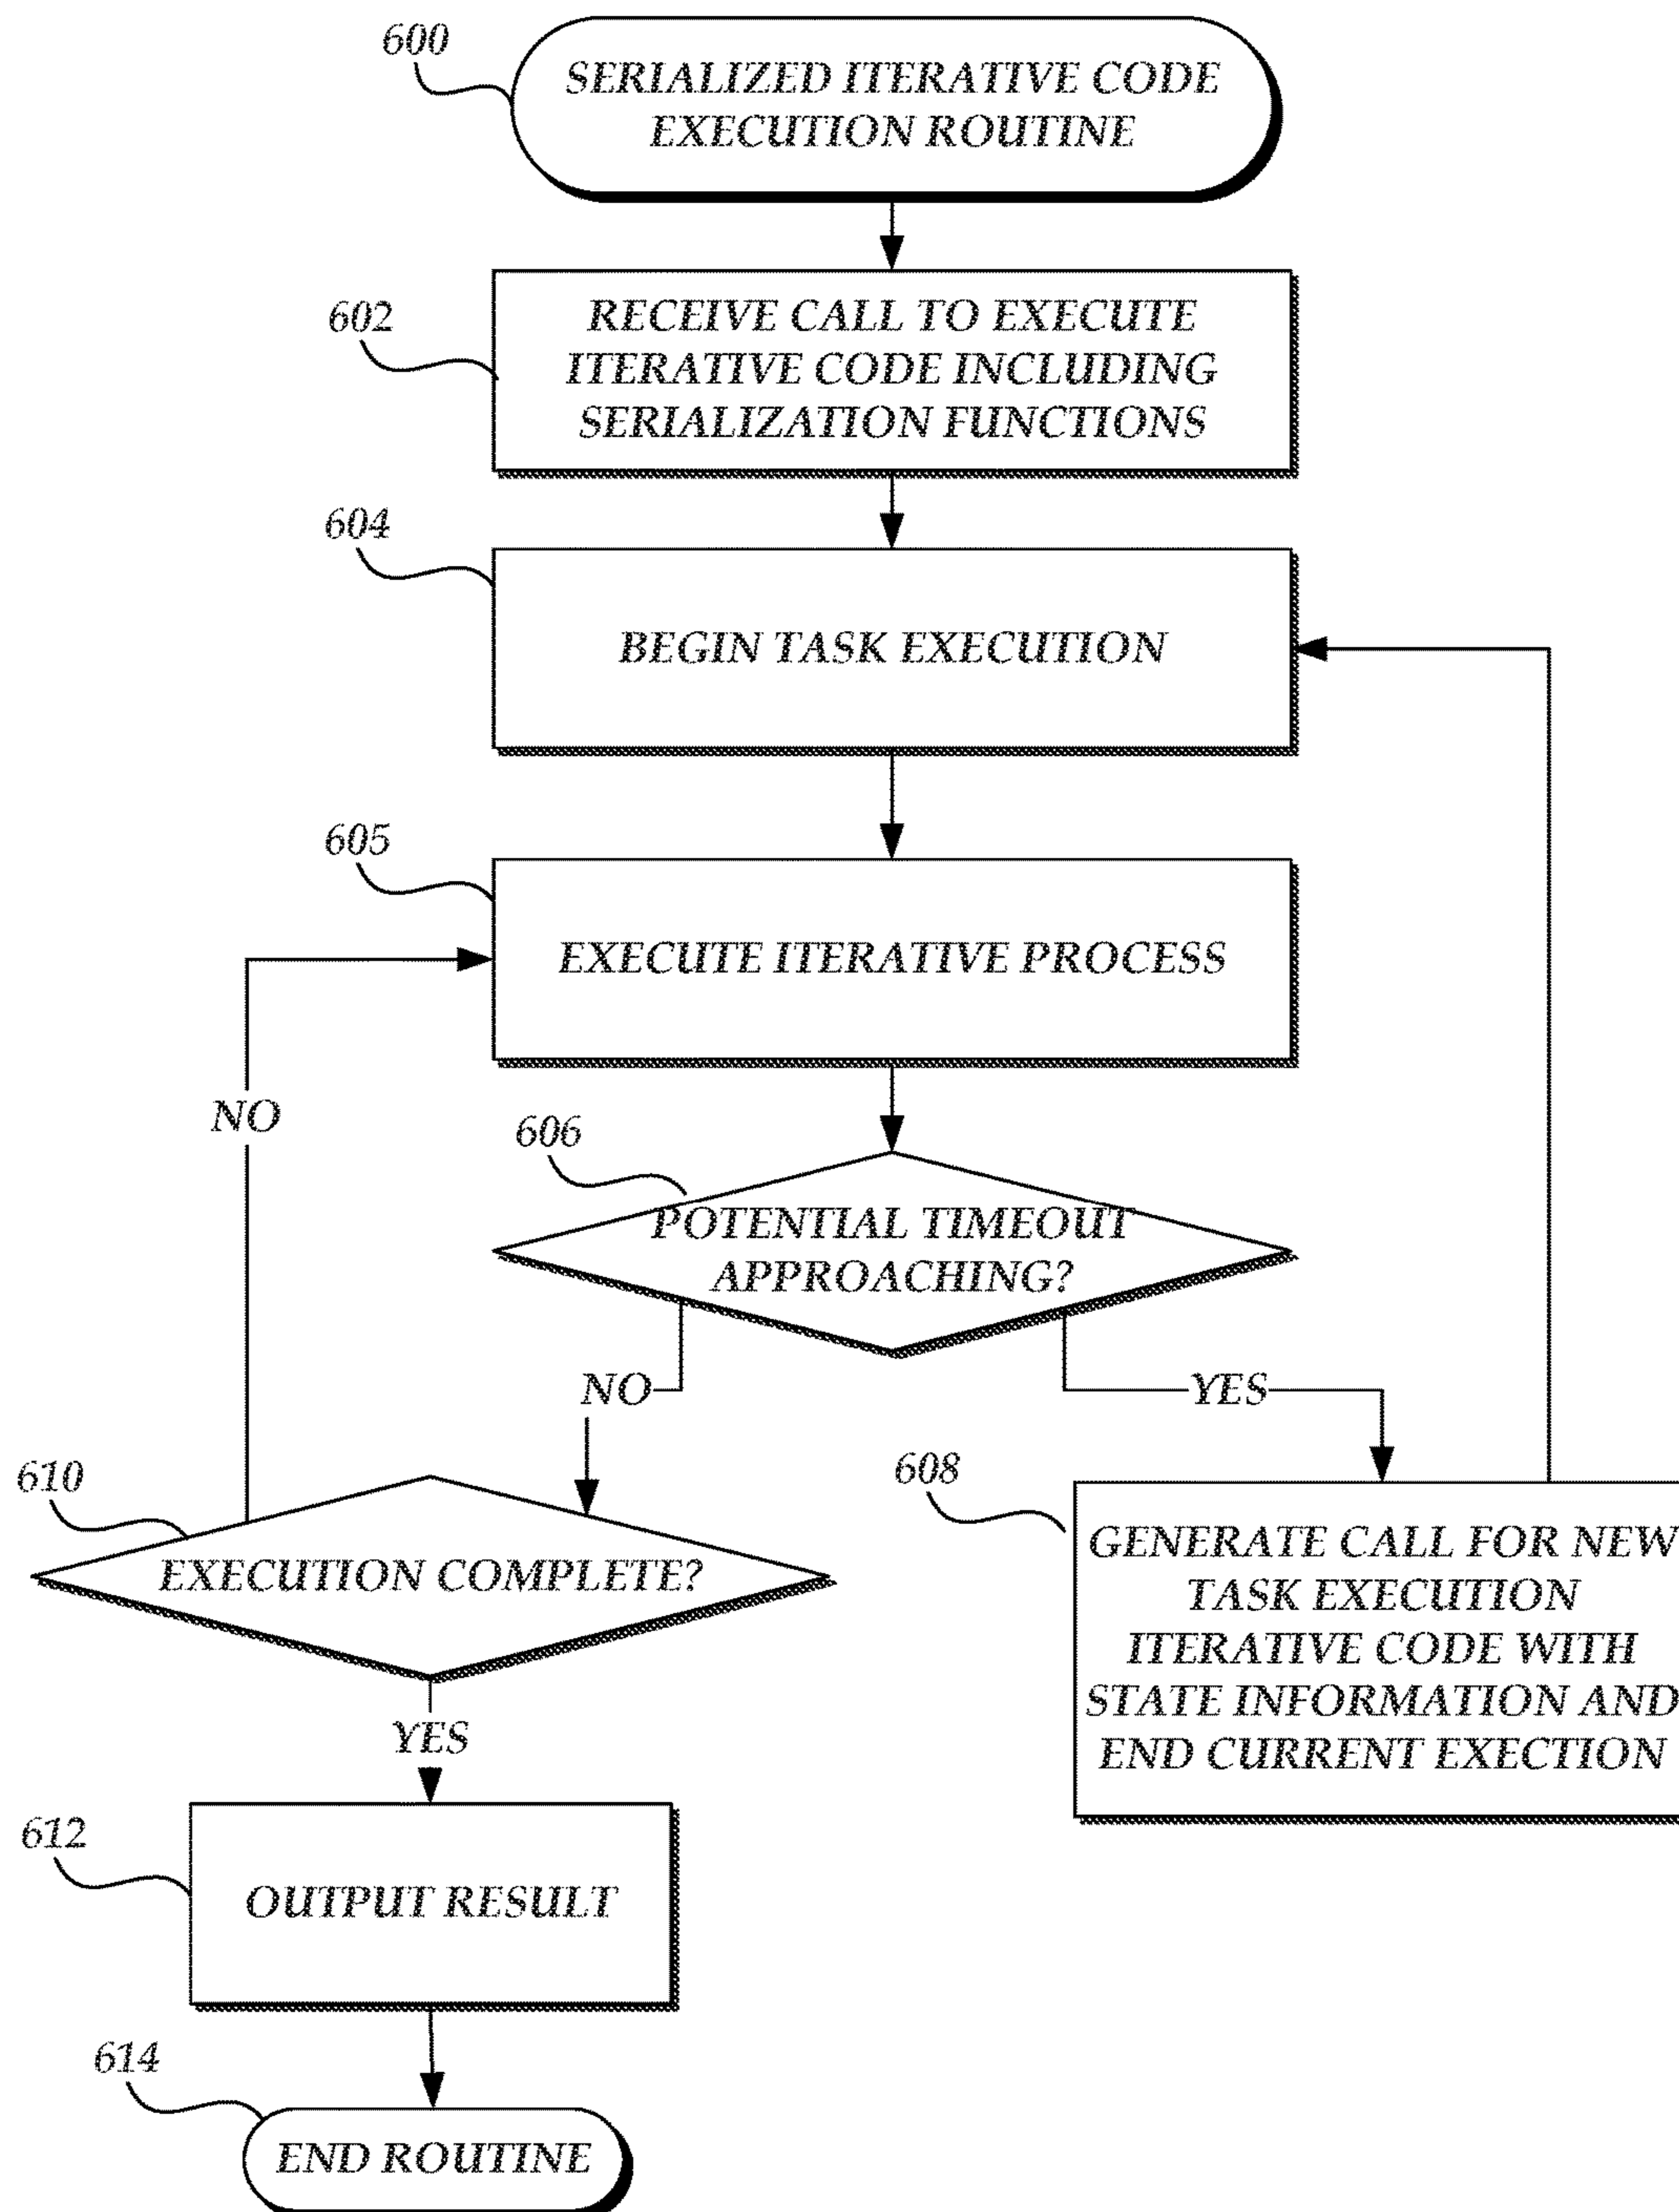 600
SERIALIZED ITERATIVE CODE
EXECUTION ROUTINE
602
RECEIVE CALL TO EXECUTE
ITERATIVE CODE INCLUDING
SERIALIZATION FUNCTIONS
604
BEGIN TASK EXECUTION
605
EXECUTE ITERATIVE PROCESS
NO
606
POTENTIAL TIMEOUT
APPROACHING?
NO
YES
610
EXECUTION COMPLETE?
608
GENERATE CALL FOR NEW
TASK EXECUTION
ITERATIVE CODE WITH
STATE INFORMATION AND
END CURRENT EXECTION
YES
612
OUTPUT RESULT
614
END ROUTINE